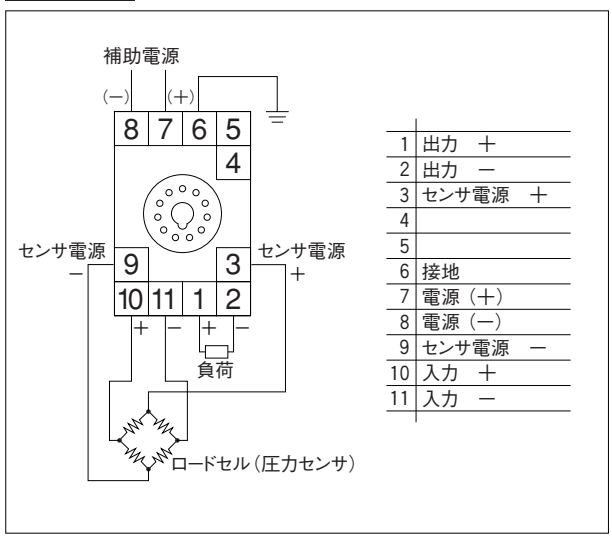 補助電源
(－) (＋)
8 7 6 5
4
センサ電源
－
9
3
センサ電源
＋
10 11 1 2
＋ － ＋ －
負荷
ロードセル（圧力センサ）
1 出力　＋
2 出力　－
3 センサ電源　＋
4
5
6 接地
7 電源（＋）
8 電源（－）
9 センサ電源　－
10 入力　＋
11 入力　－